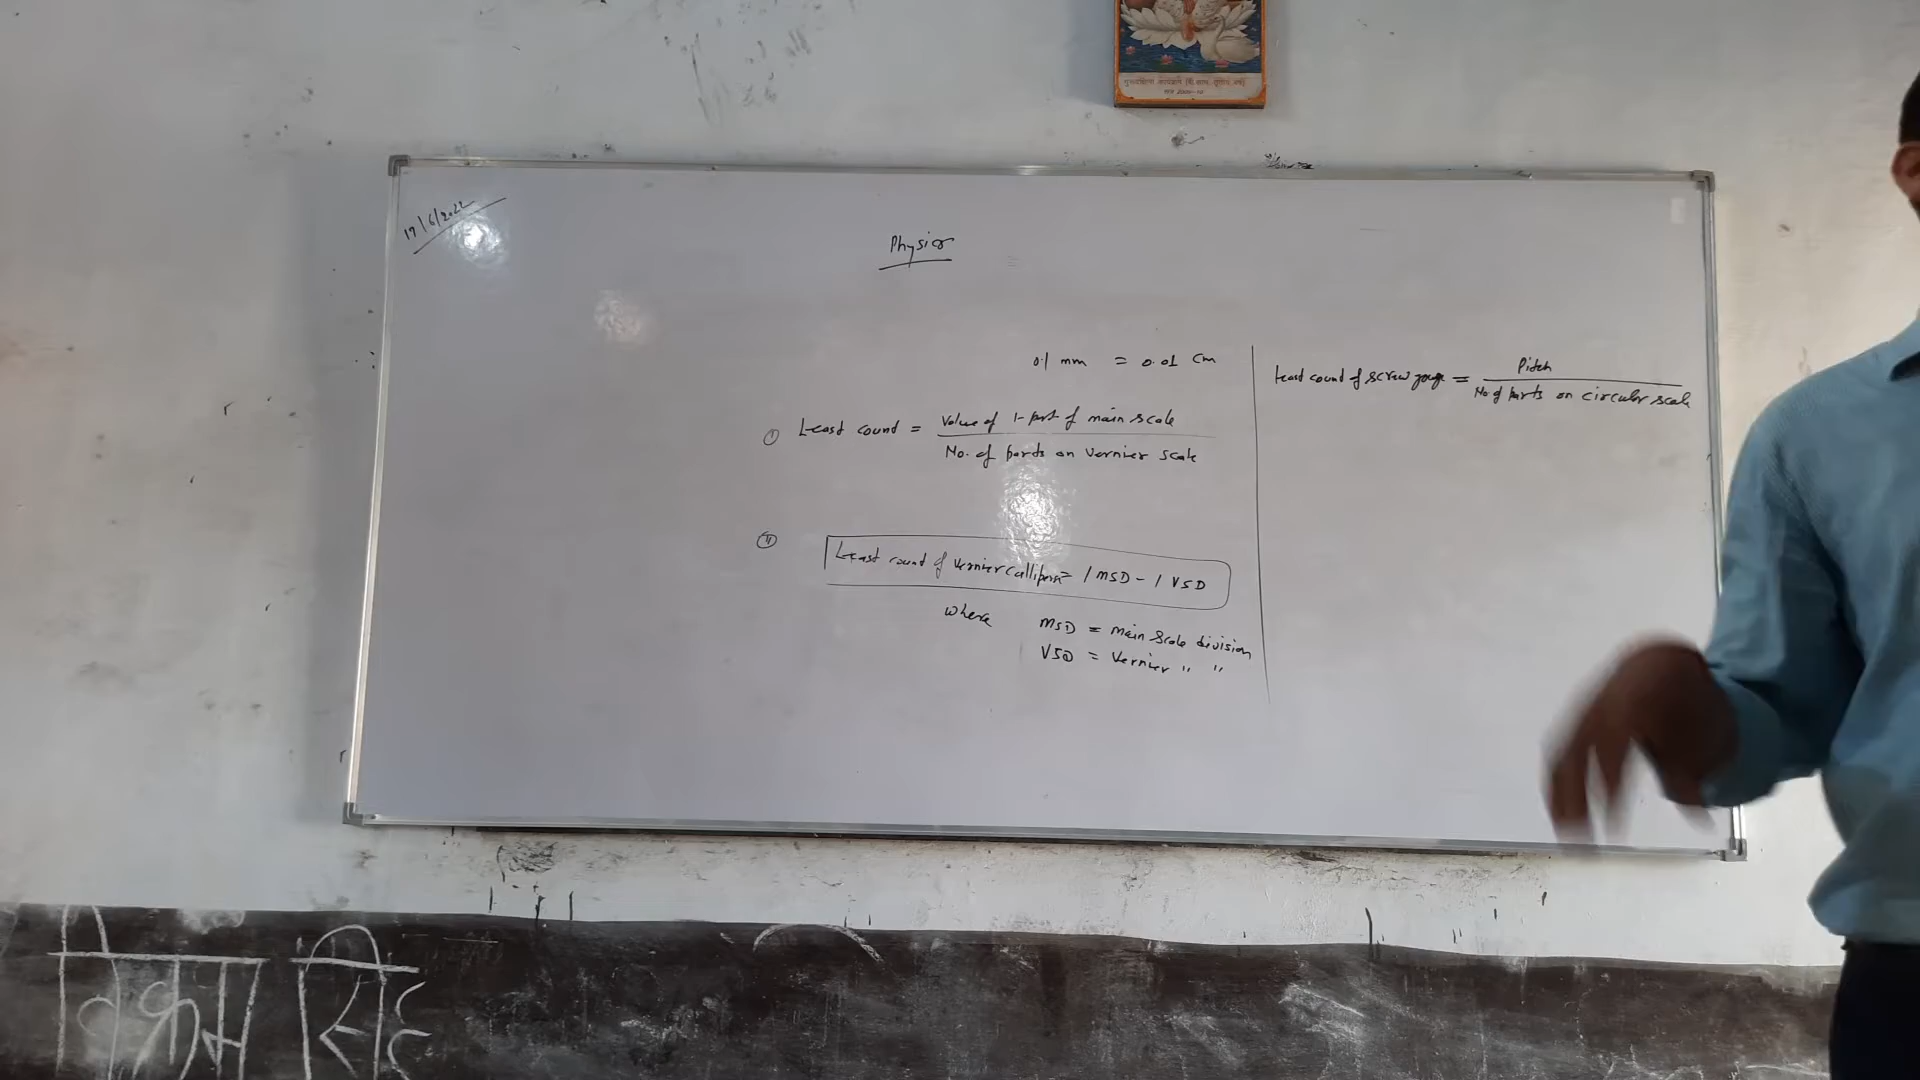 17/6/2022
Physics
0.1 mm = 0.01 cm
① Least count = Value of 1-part of main scale
No. of parts on Vernier scale
② Least count of Vernier Callipers = 1 MSD - 1 VSD
where MSD = Main Scale division
VSD = Vernier " "
Least count of screw gauge = Pitch
No of parts on circular scale
विक्रम सिंह